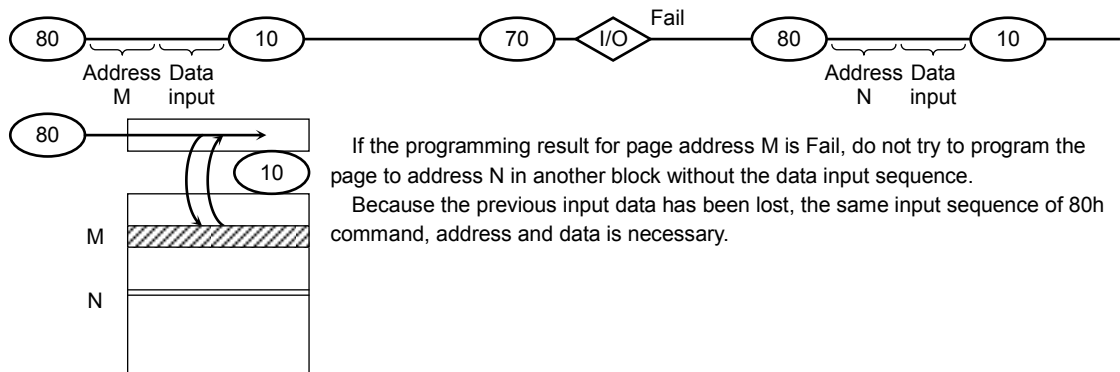 Fail
80 10 70 I/O 80 10
Address Data Address Data
M input N input
80
10
If the programming result for page address M is Fail, do not try to program the
page to address N in another block without the data input sequence.
Because the previous input data has been lost, the same input sequence of 80h
command, address and data is necessary.
M
N